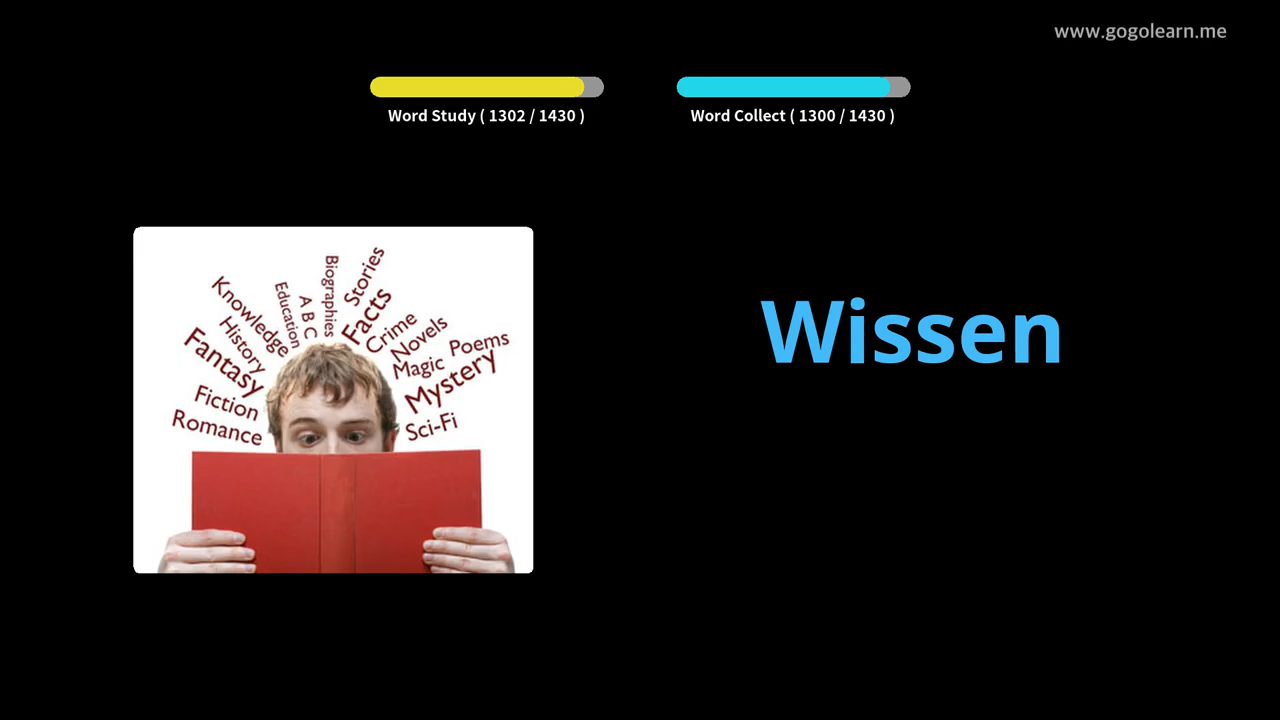 www.gogolearn.me
Word Study ( 1302 / 1430 )
Word Collect ( 1300 / 1430 )
Wissen
Biographies
Stories
Education
A B C
Facts
Knowledge
Crime
History
Novels
Fantasy
Poems
Magic
Mystery
Fiction
Romance
Sci-Fi